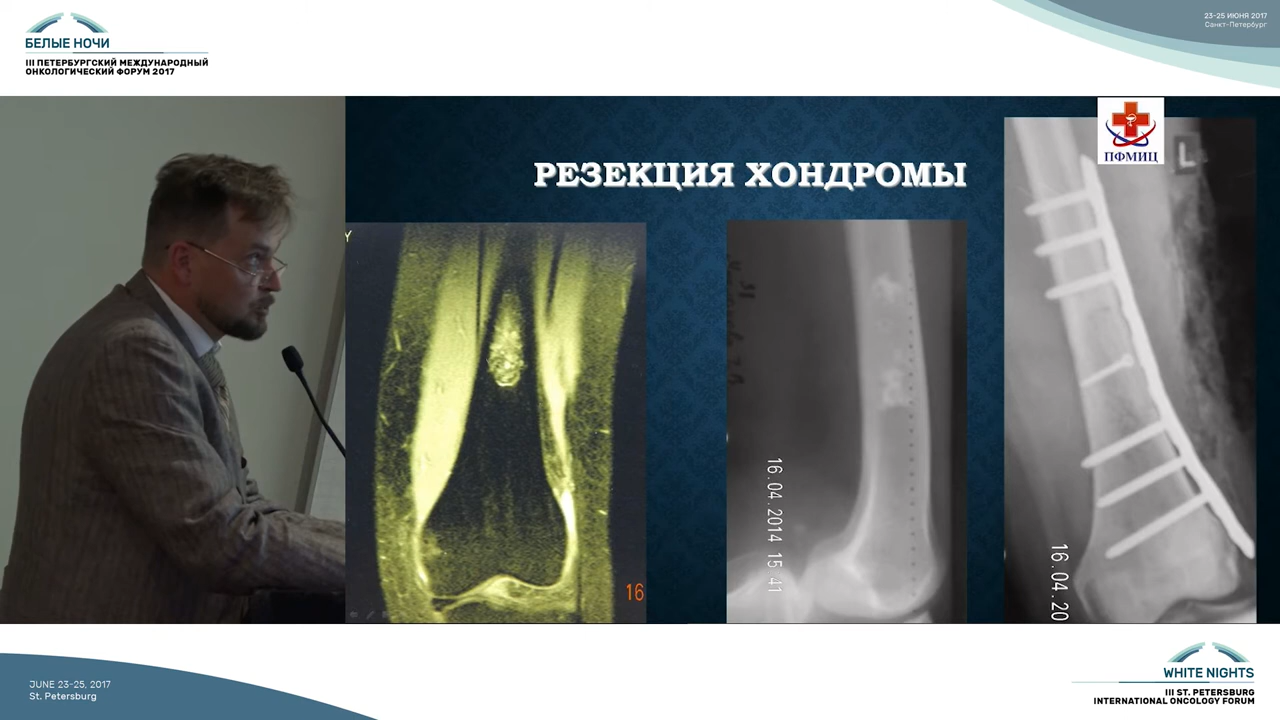 БЕЛЫЕ НОЧИ
III ПЕТЕРБУРГСКИЙ МЕЖДУНАРОДНЫЙ
ОНКОЛОГИЧЕСКИЙ ФОРУМ 2017
23-25 ИЮНЯ 2017
Санкт-Петербург
ПФМИЦ
РЕЗЕКЦИЯ ХОНДРОМЫ
Y
L
16
16.04.2014 15 41
16.04.20
JUNE 23-25, 2017
St. Petersburg
WHITE NIGHTS
III ST. PETERSBURG
INTERNATIONAL ONCOLOGY FORUM